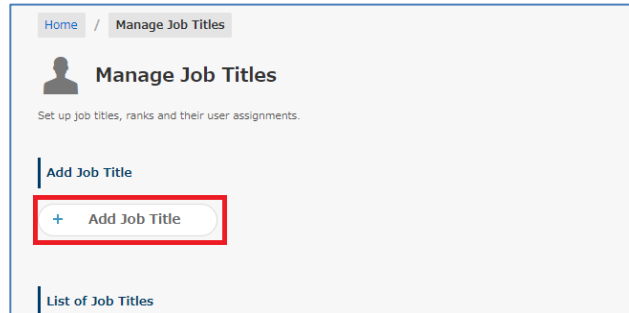 Home / Manage Job Titles
Manage Job Titles
Set up job titles, ranks and their user assignments.
Add Job Title
+ Add Job Title
List of Job Titles